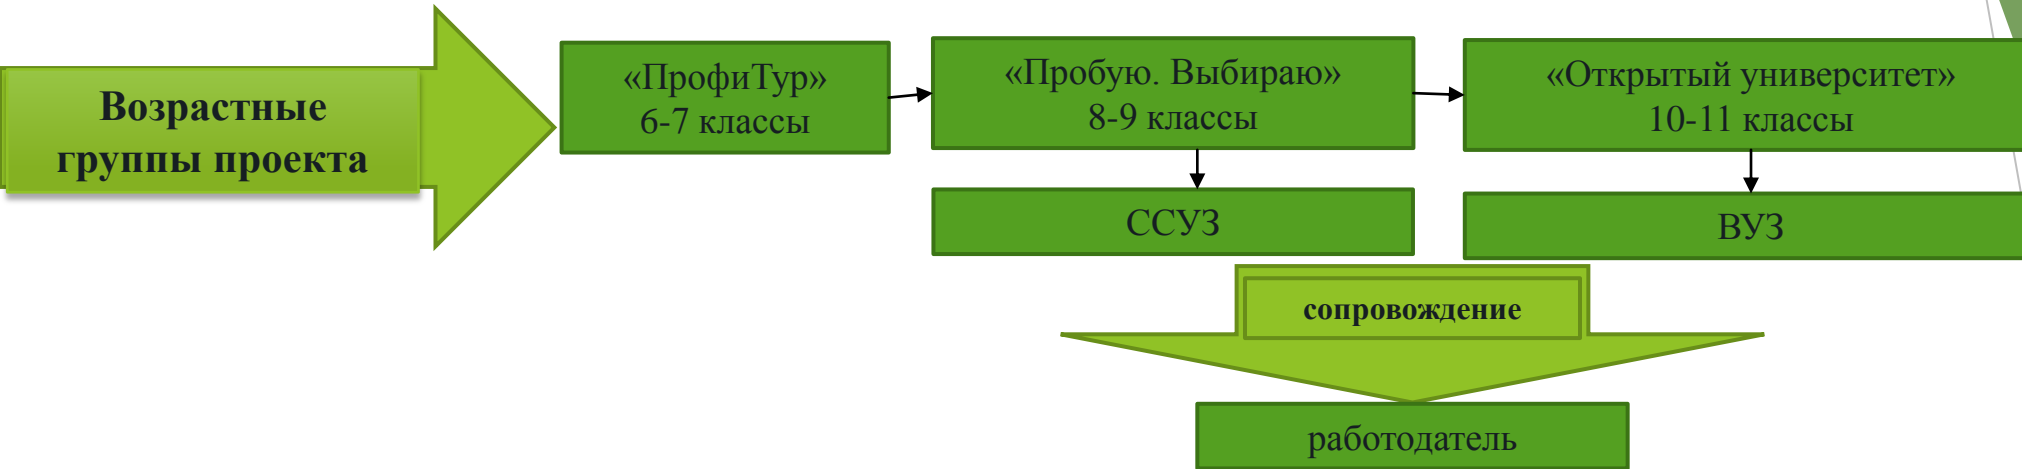 Возрастные
группы проекта
«ПрофиТур»
6-7 классы
«Пробую. Выбираю»
8-9 классы
«Открытый университет»
10-11 классы
ССУЗ
ВУЗ
сопровождение
работодатель